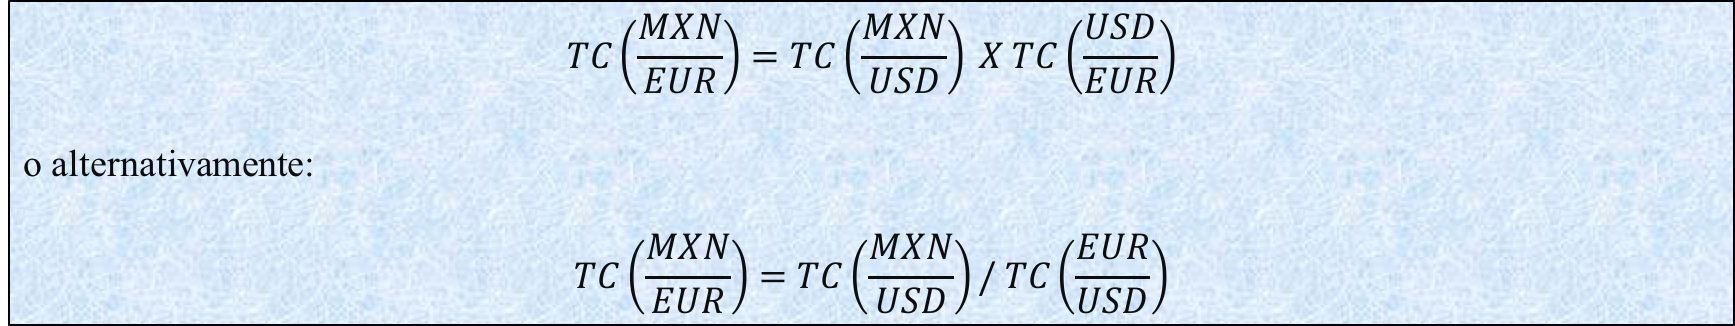 TC (MXN/EUR) = TC (MXN/USD) X TC (USD/EUR)
o alternativamente:
TC (MXN/EUR) = TC (MXN/USD) / TC (EUR/USD)